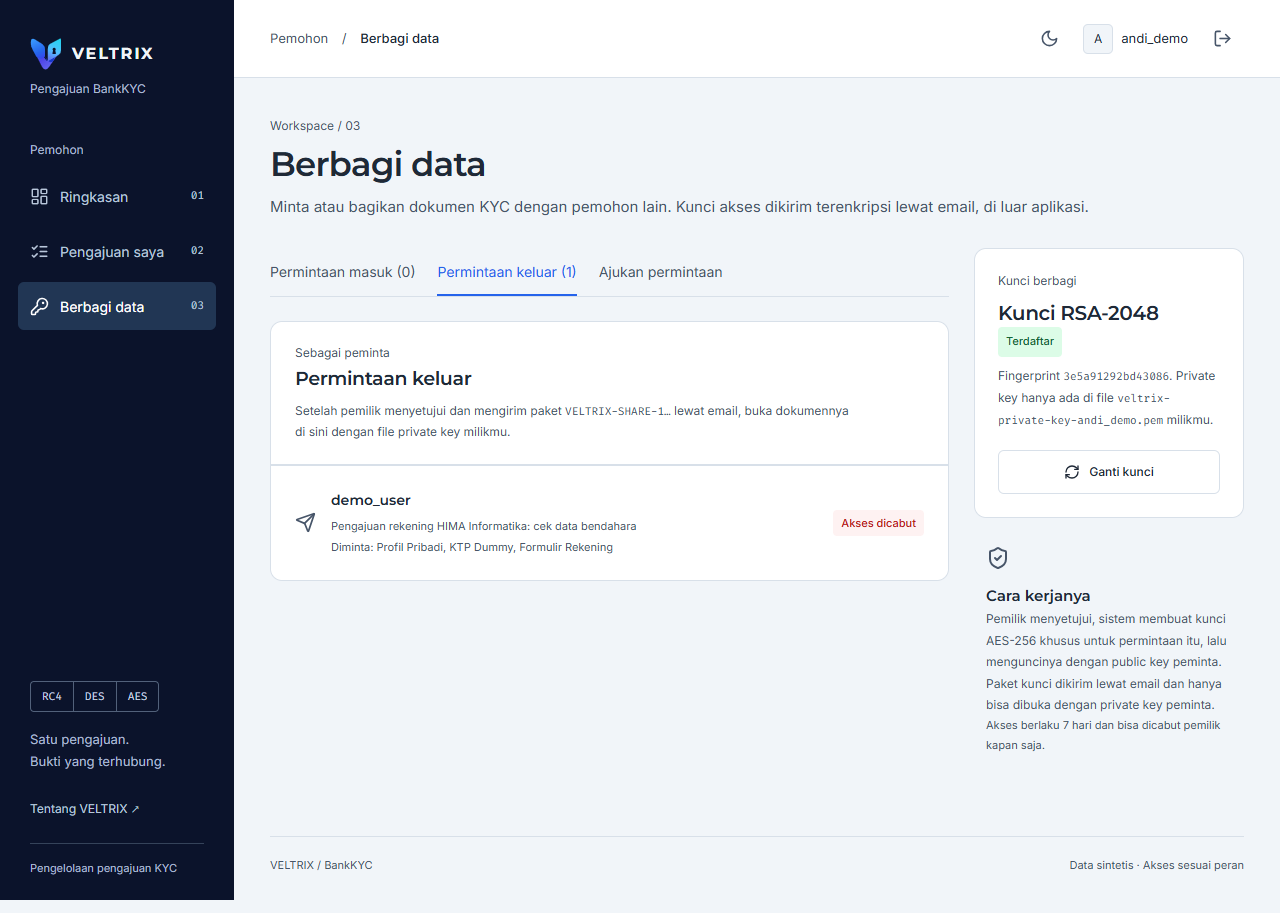 VELTRIX
Pengajuan BankKYC
Pemohon
Ringkasan 01
Pengajuan saya 02
Berbagi data 03
RC4 DES AES
Satu pengajuan.
Bukti yang terhubung.
Tentang VELTRIX ↗
Pengelolaan pengajuan KYC
Pemohon / Berbagi data
A andi_demo
Workspace / 03
Berbagi data
Minta atau bagikan dokumen KYC dengan pemohon lain. Kunci akses dikirim terenkripsi lewat email, di luar aplikasi.
Permintaan masuk (0) Permintaan keluar (1) Ajukan permintaan
Sebagai peminta
Permintaan keluar
Setelah pemilik menyetujui dan mengirim paket VELTRIX-SHARE-1… lewat email, buka dokumennya
di sini dengan file private key milikmu.
demo_user
Pengajuan rekening HIMA Informatika: cek data bendahara
Diminta: Profil Pribadi, KTP Dummy, Formulir Rekening
Akses dicabut
Kunci berbagi
Kunci RSA-2048
Terdaftar
Fingerprint 3e5a91292bd43086. Private
key hanya ada di file veltrix-
private-key-andi_demo.pem milikmu.
Ganti kunci
Cara kerjanya
Pemilik menyetujui, sistem membuat kunci
AES-256 khusus untuk permintaan itu, lalu
menguncinya dengan public key peminta.
Paket kunci dikirim lewat email dan hanya
bisa dibuka dengan private key peminta.
Akses berlaku 7 hari dan bisa dicabut pemilik
kapan saja.
VELTRIX / BankKYC
Data sintetis · Akses sesuai peran